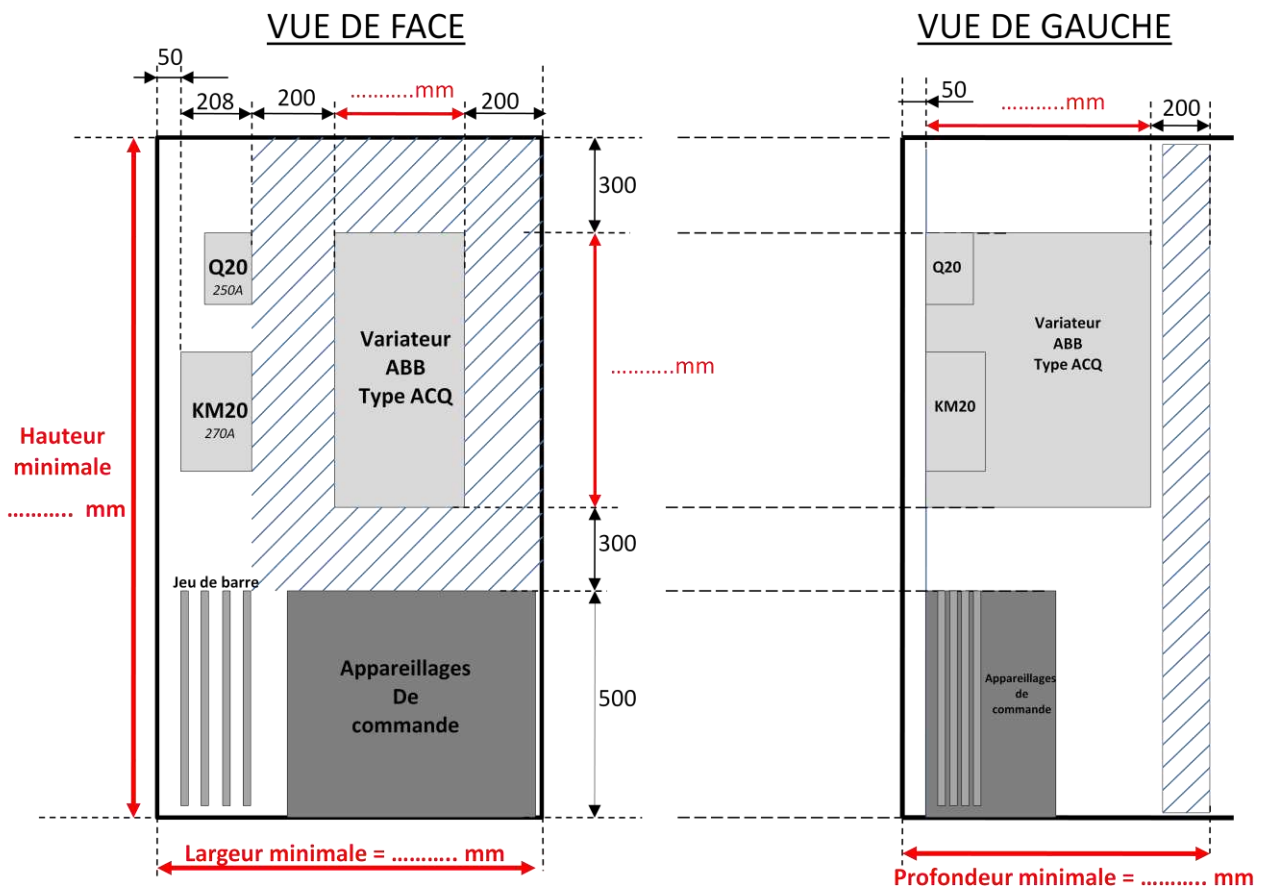 VUE DE FACE
VUE DE GAUCHE
50
208
200
...........mm
200
50
...........mm
200
300
Q20
250A
Q20
Variateur
ABB
Type ACQ
Variateur
ABB
Type ACQ
...........mm
KM20
270A
KM20
Hauteur
minimale
........... mm
300
Jeu de barre
Appareillages
De
commande
500
Appareillages
de
commande
Largeur minimale = ........... mm
Profondeur minimale = ........... mm